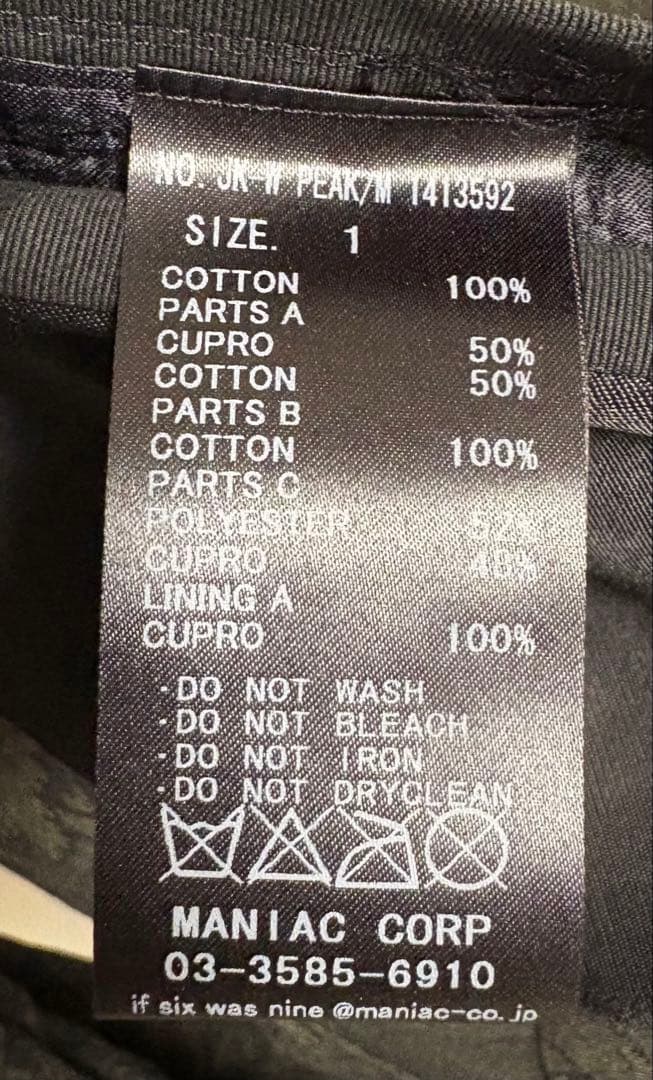 NO. JK-W PEAK/M 1413592
SIZE. 1
COTTON 100%
PARTS A
CUPRO 50%
COTTON 50%
PARTS B
COTTON 100%
PARTS C
POLYESTER 52%
CUPRO 48%
LINING A
CUPRO 100%
・DO NOT WASH
・DO NOT BLEACH
・DO NOT IRON
・DO NOT DRYCLEAN
MANIAC CORP
03-3585-6910
if six was nine @maniac-co.jp